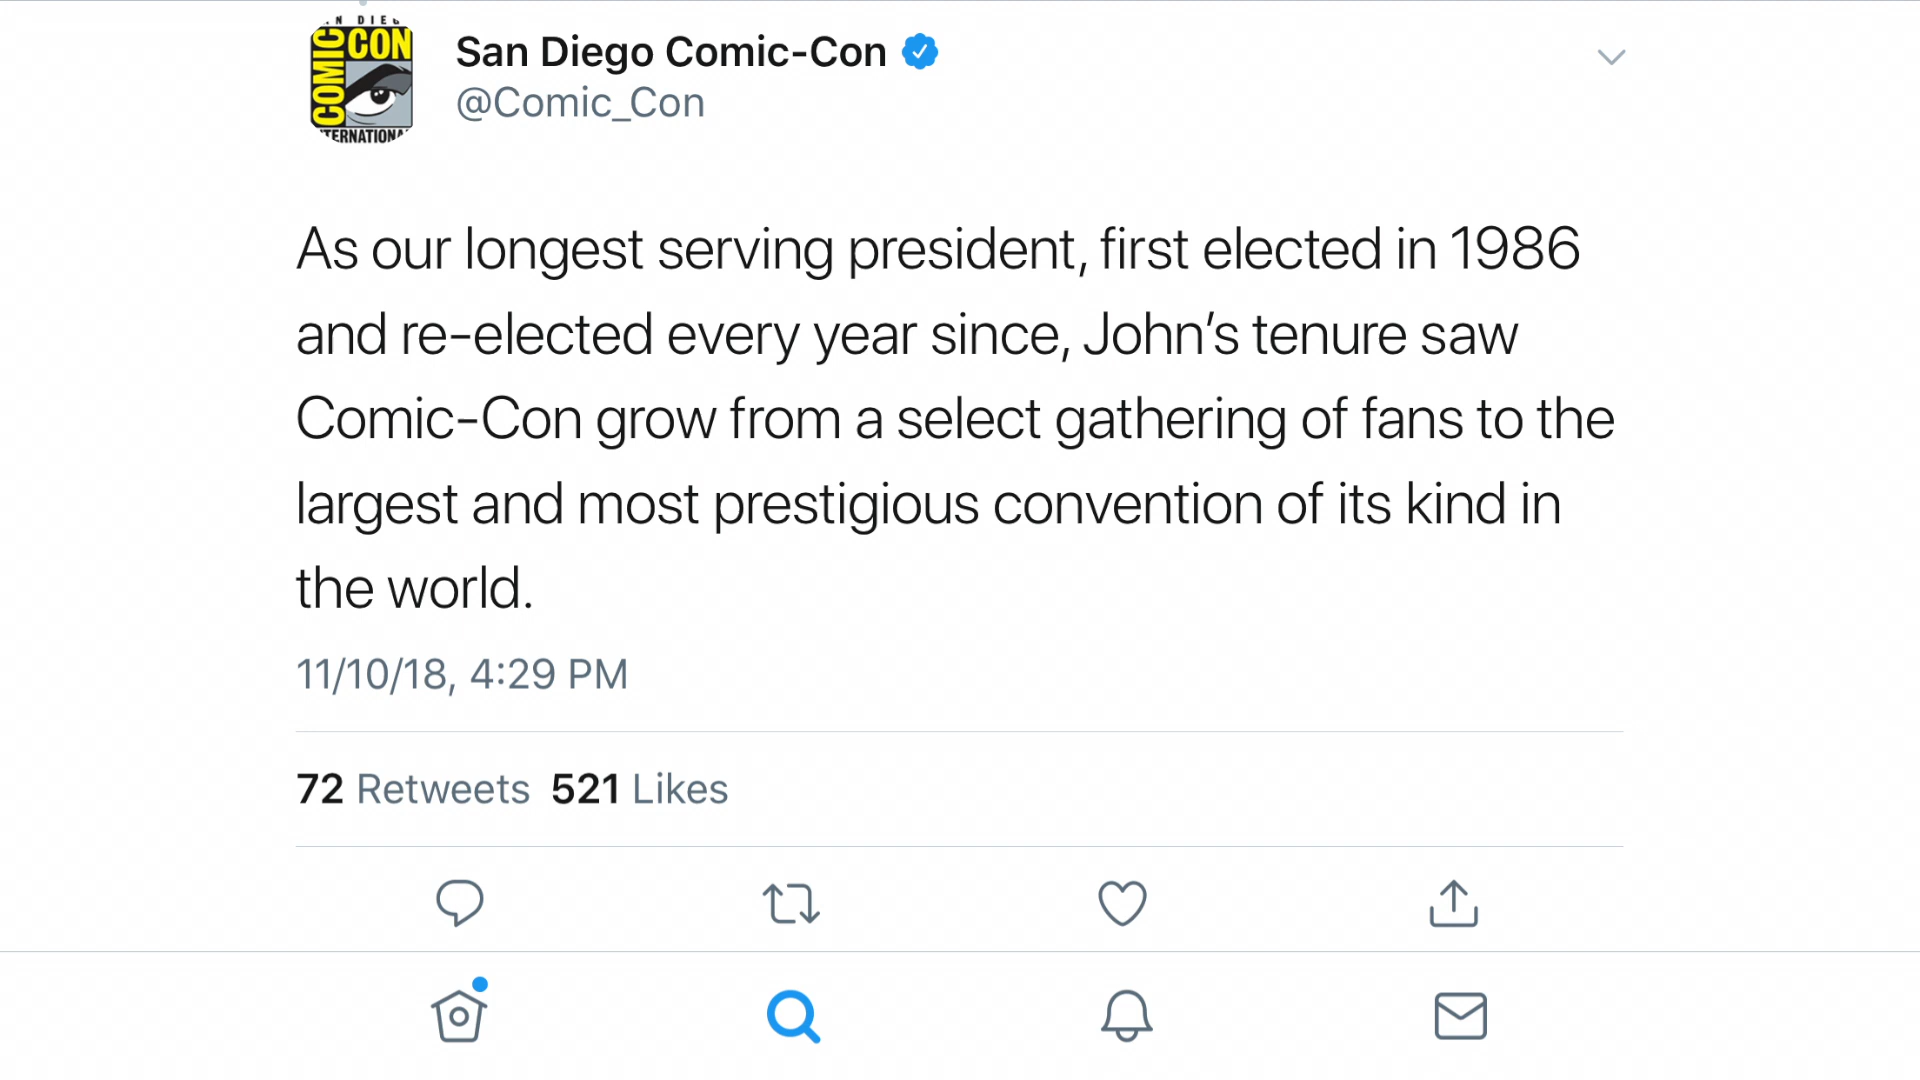 COMIC
CON
San Diego Comic-Con
@Comic_Con
As our longest serving president, first elected in 1986
and re-elected every year since, John's tenure saw
Comic-Con grow from a select gathering of fans to the
largest and most prestigious convention of its kind in
the world.
11/10/18, 4:29 PM
72 Retweets 521 Likes